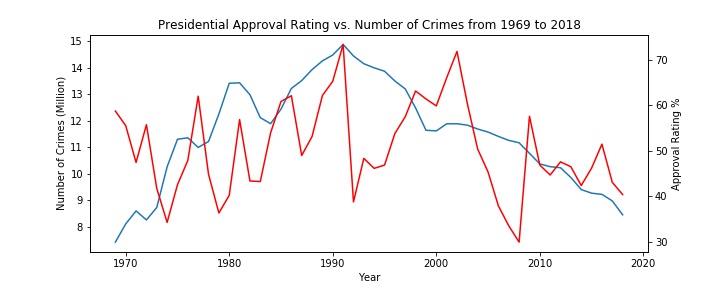 Presidential Approval Rating vs. Number of Crimes from 1969 to 2018
15
14
13
12
11
10
9
8
Number of Crimes (Million)
70
60
50
40
30
Approval Rating %
1970 1980 1990 2000 2010 2020
Year